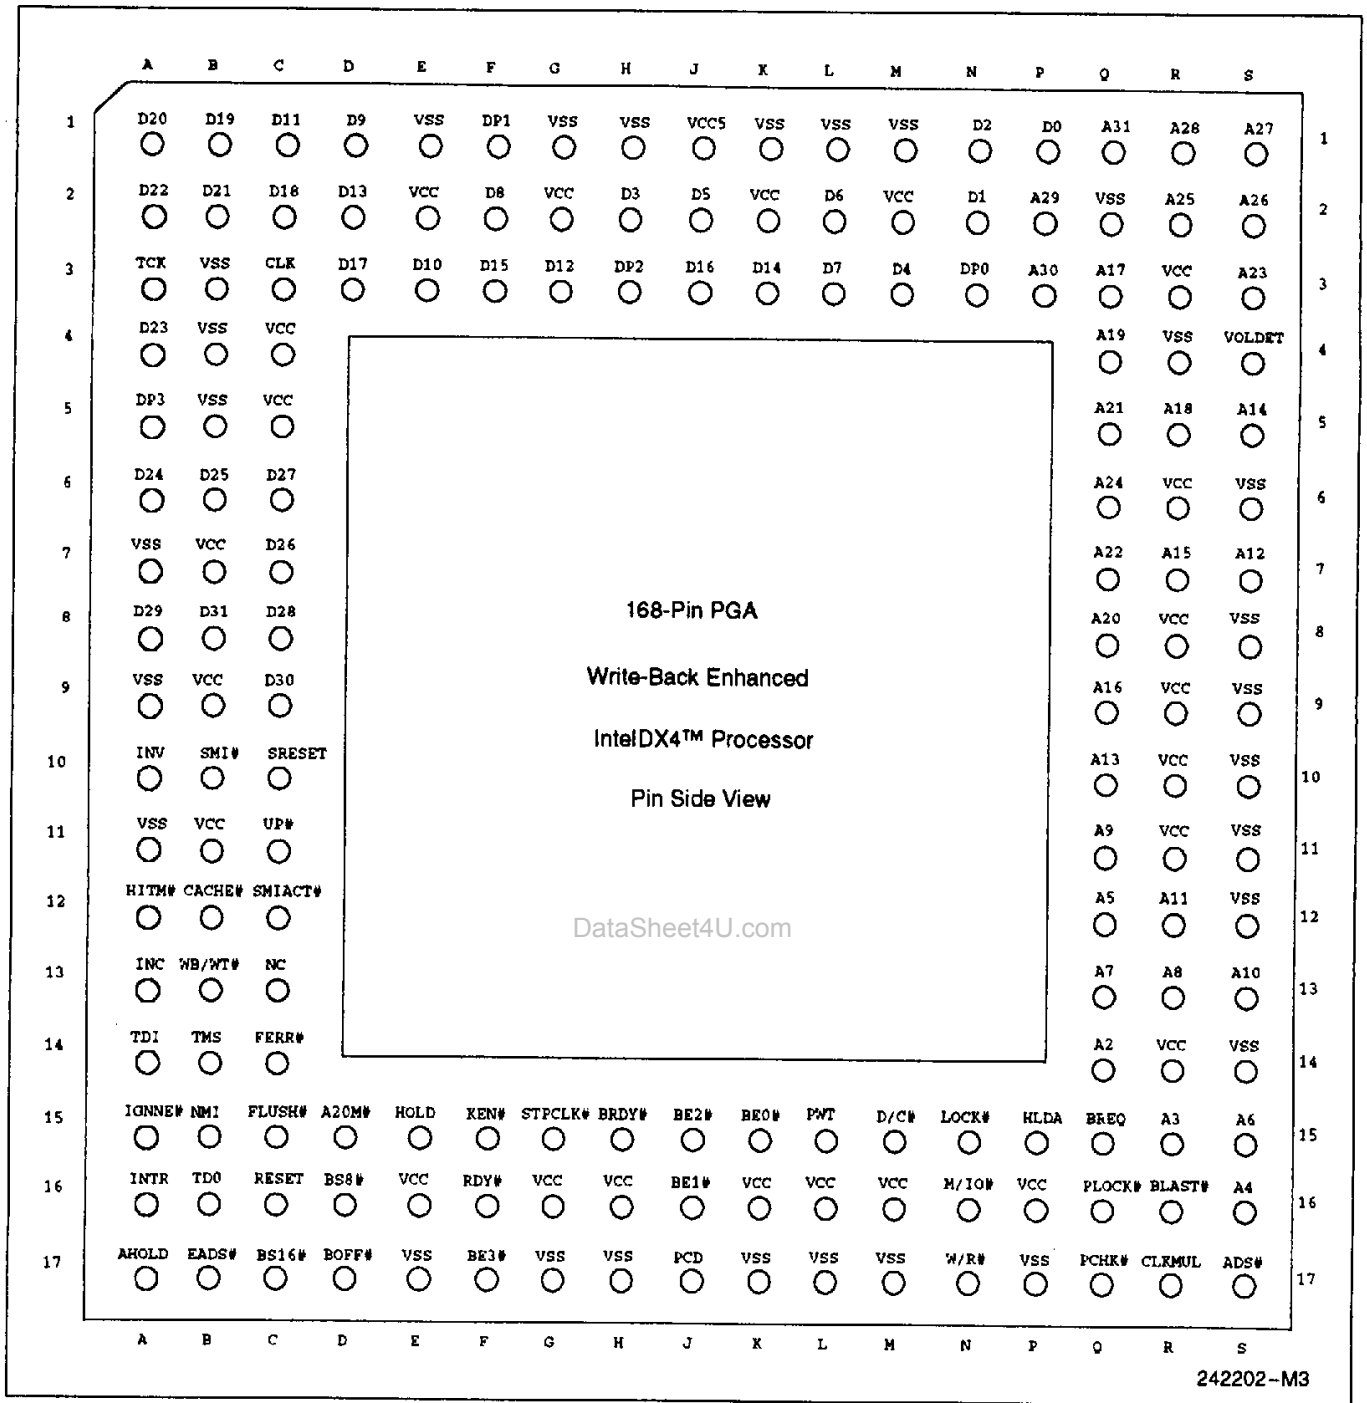 A B C D E F G H J K L M N P Q R S
1 D20 D19 D11 D9 VSS DP1 VSS VSS VCC5 VSS VSS VSS D2 D0 A31 A28 A27 1
2 D22 D21 D18 D13 VCC D8 VCC D3 D5 VCC D6 VCC D1 A29 VSS A25 A26 2
3 TCK VSS CLK D17 D10 D15 D12 DP2 D16 D14 D7 D4 DP0 A30 A17 VCC A23 3
4 D23 VSS VCC A19 VSS VOLDET 4
5 DP3 VSS VCC A21 A18 A14 5
6 D24 D25 D27 A24 VCC VSS 6
7 VSS VCC D26 A22 A15 A12 7
168-Pin PGA
8 D29 D31 D28 A20 VCC VSS 8
Write-Back Enhanced
9 VSS VCC D30 A16 VCC VSS 9
IntelDX4™ Processor
10 INV SMI# SRESET A13 VCC VSS 10
Pin Side View
11 VSS VCC UP# A9 VCC VSS 11
12 HITM# CACHE# SMIACT# A5 A11 VSS 12
DataSheet4U.com
13 INC WB/WT# NC A7 A8 A10 13
14 TDI TMS FERR# A2 VCC VSS 14
15 IGNNE# NMI FLUSH# A20M# HOLD KEN# STPCLK# BRDY# BE2# BE0# PWT D/C# LOCK# HLDA BREQ A3 A6 15
16 INTR TDO RESET BS8# VCC RDY# VCC VCC BE1# VCC VCC VCC M/IO# VCC PLOCK# BLAST# A4 16
17 AHOLD EADS# BS16# BOFF# VSS BE3# VSS VSS PCD VSS VSS VSS W/R# VSS PCHK# CLKMUL ADS# 17
A B C D E F G H J K L M N P Q R S
242202-M3